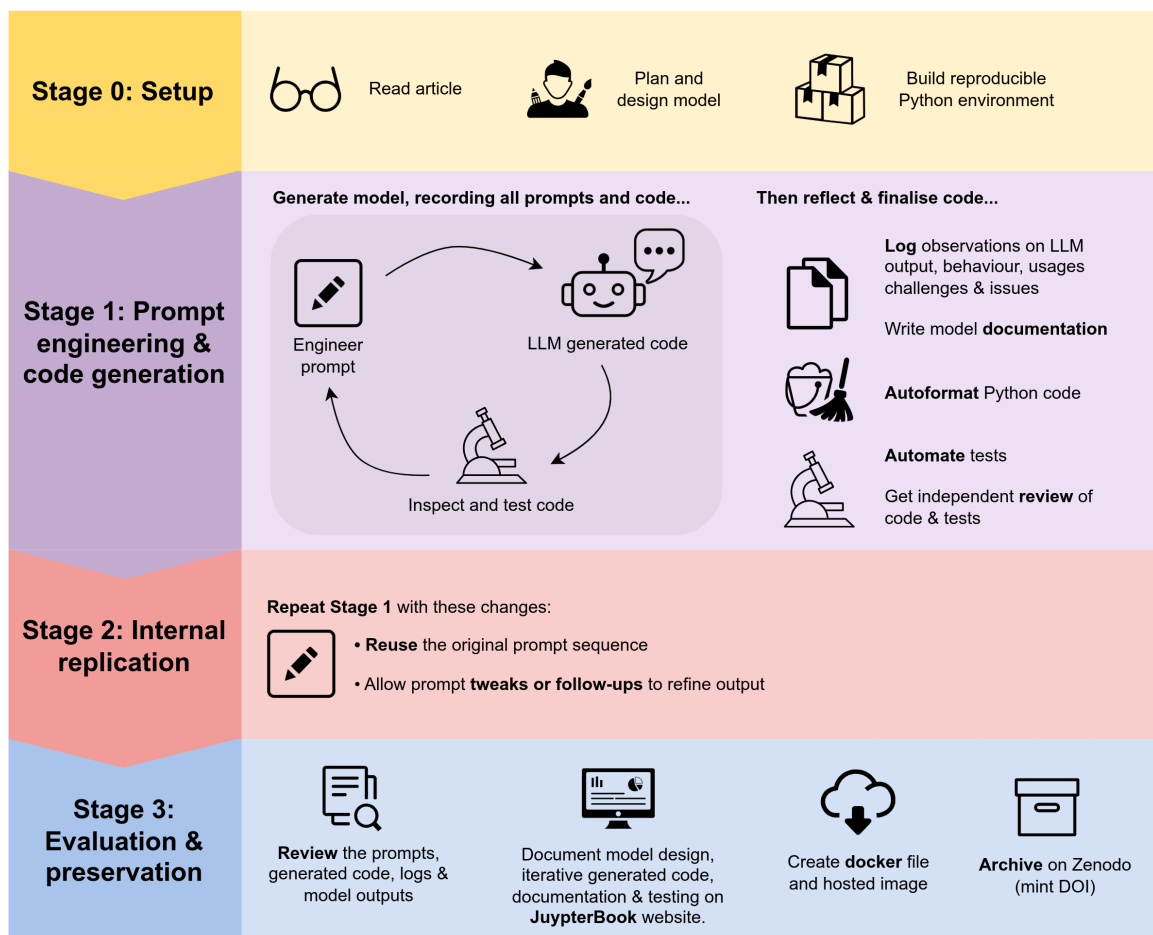 Stage 0: Setup
Read article
Plan and
design model
Build reproducible
Python environment
Stage 1: Prompt
engineering &
code generation
Generate model, recording all prompts and code...
Engineer
prompt
LLM generated code
Inspect and test code
Then reflect & finalise code...
Log observations on LLM
output, behaviour, usages
challenges & issues
Write model documentation
Autoformat Python code
Automate tests
Get independent review of
code & tests
Stage 2: Internal
replication
Repeat Stage 1 with these changes:
• Reuse the original prompt sequence
• Allow prompt tweaks or follow-ups to refine output
Stage 3:
Evaluation &
preservation
Review the prompts,
generated code, logs &
model outputs
Document model design,
iterative generated code,
documentation & testing on
JuypterBook website.
Create docker file
and hosted image
Archive on Zenodo
(mint DOI)